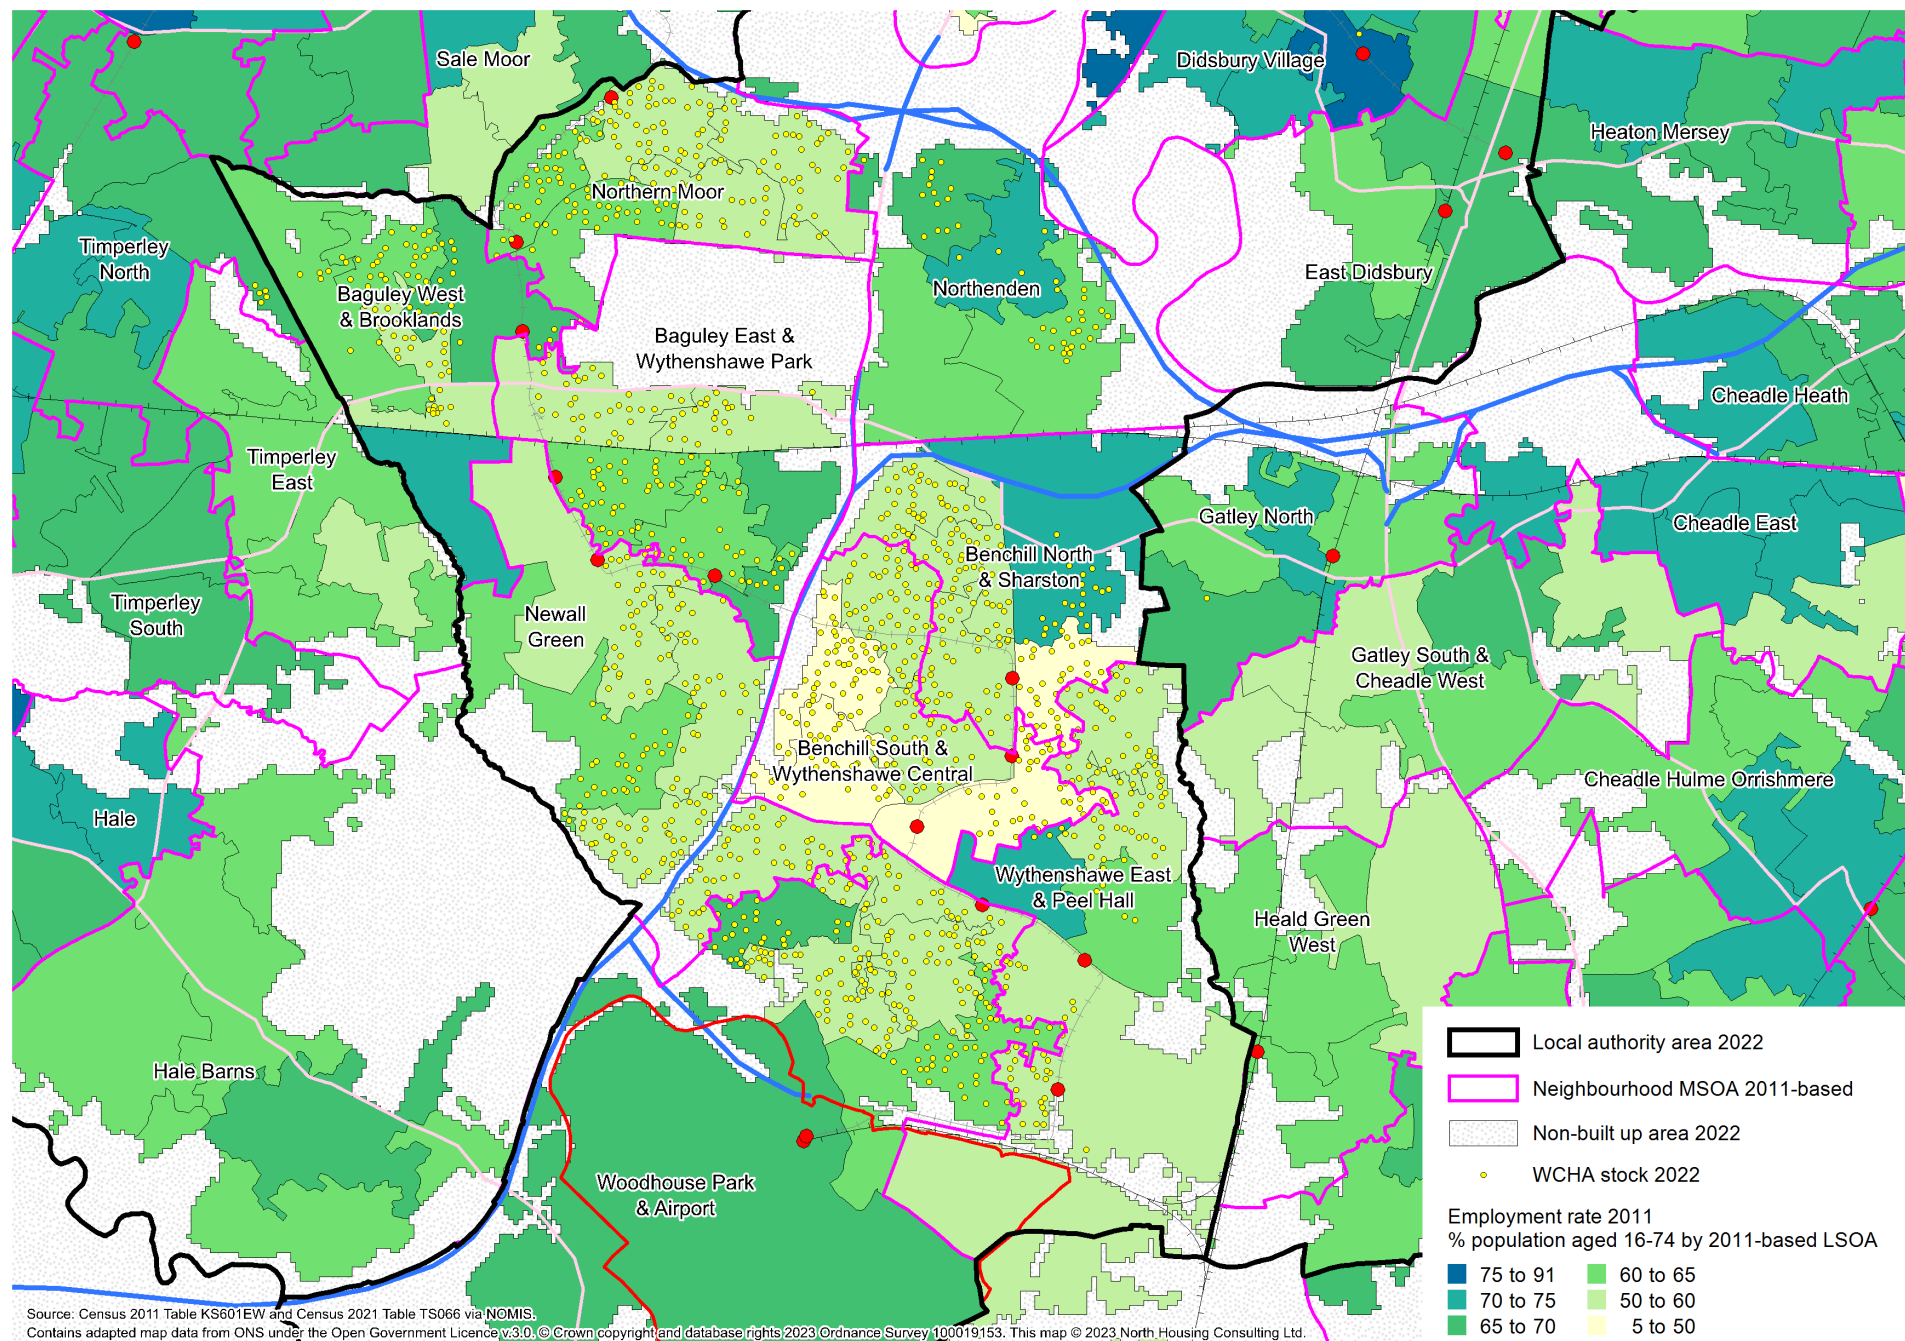 Sale Moor
Didsbury Village
Heaton Mersey
Northern Moor
Timperley
North
East Didsbury
Northenden
Baguley West
& Brooklands
Baguley East &
Wythenshawe Park
Cheadle Heath
Timperley
East
Gatley North
Cheadle East
Benchill North
& Sharston
Timperley
South
Newall
Green
Gatley South &
Cheadle West
Benchill South &
Wythenshawe Central
Cheadle Hulme Orrishmere
Hale
Wythenshawe East
& Peel Hall
Heald Green
West
Hale Barns
Woodhouse Park
& Airport
Local authority area 2022
Neighbourhood MSOA 2011-based
Non-built up area 2022
WCHA stock 2022
Employment rate 2011
% population aged 16-74 by 2011-based LSOA
75 to 91 60 to 65
70 to 75 50 to 60
65 to 70 5 to 50
Source: Census 2011 Table KS601EW and Census 2021 Table TS066 via NOMIS.
Contains adapted map data from ONS under the Open Government Licence v.3.0. © Crown copyright and database rights 2023 Ordnance Survey 100019153. This map © 2023 North Housing Consulting Ltd.